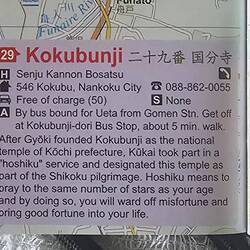 Funato
舟戸
Funaire Riv.
29 Kokubunji 二十九番 国分寺
H Senju Kannon Bosatsu
546 Kokubu, Nankoku City ☎ 088-862-0055
Free of charge (50) S None
A By bus bound for Ueta from Gomen Stn. Get off
at Kokubunji-dori Bus Stop, about 5 min. walk.
After Gyōki founded Kokubunji as the national
temple of Kōchi prefecture, Kūkai took part in a
"hoshiku" service and designated this temple as
part of the Shikoku pilgrimage. Hoshiku means to
pray to the same number of stars as your age
and by doing so, you will ward off misfortune and
bring good fortune into your life.